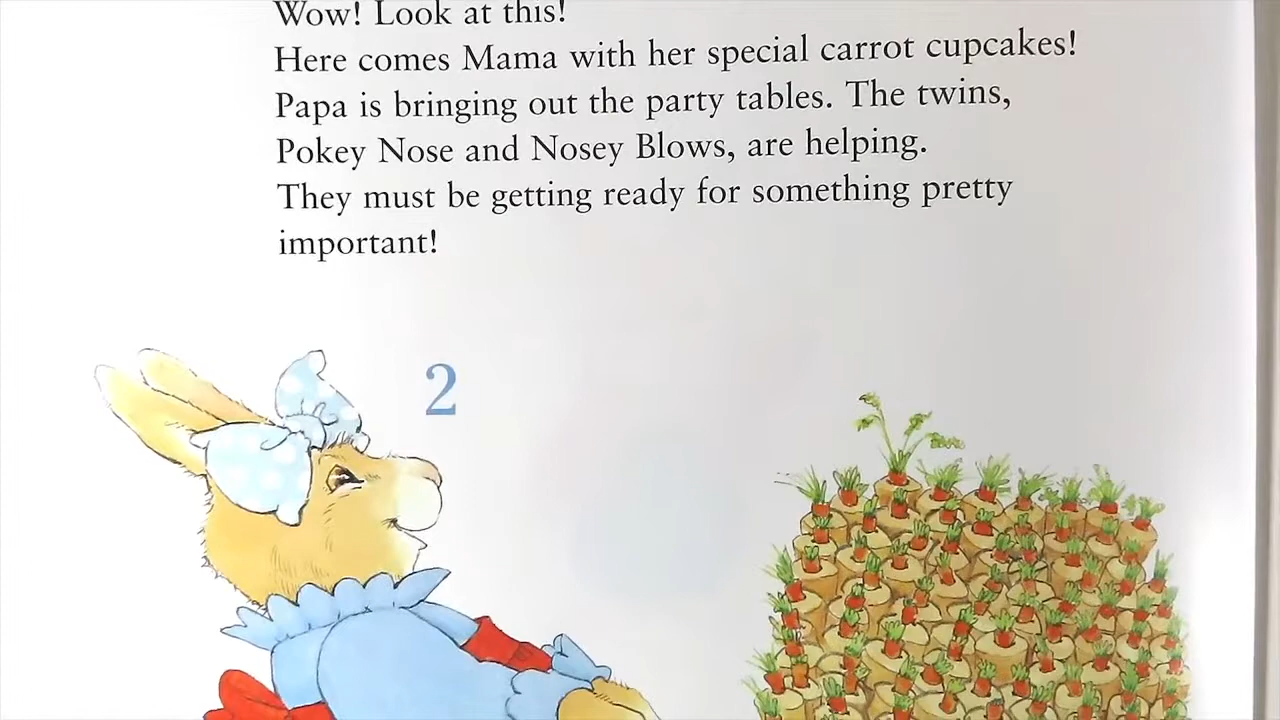 Wow! Look at this!
Here comes Mama with her special carrot cupcakes!
Papa is bringing out the party tables. The twins,
Pokey Nose and Nosey Blows, are helping.
They must be getting ready for something pretty
important!
2